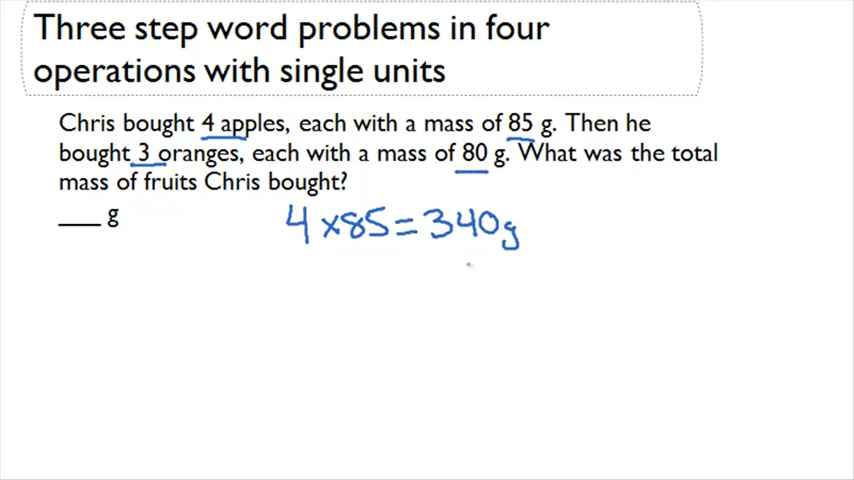 Three step word problems in four
operations with single units
Chris bought 4 apples, each with a mass of 85 g. Then he
bought 3 oranges, each with a mass of 80 g. What was the total
mass of fruits Chris bought?
___ g
4 × 85 = 340g